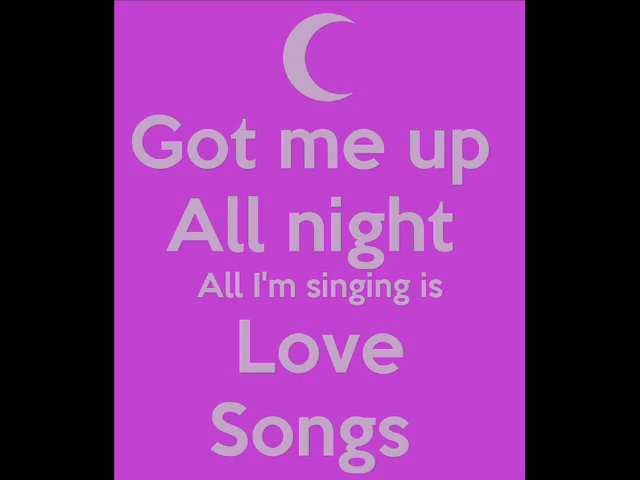 Got me up
All night
All I'm singing is
Love
Songs